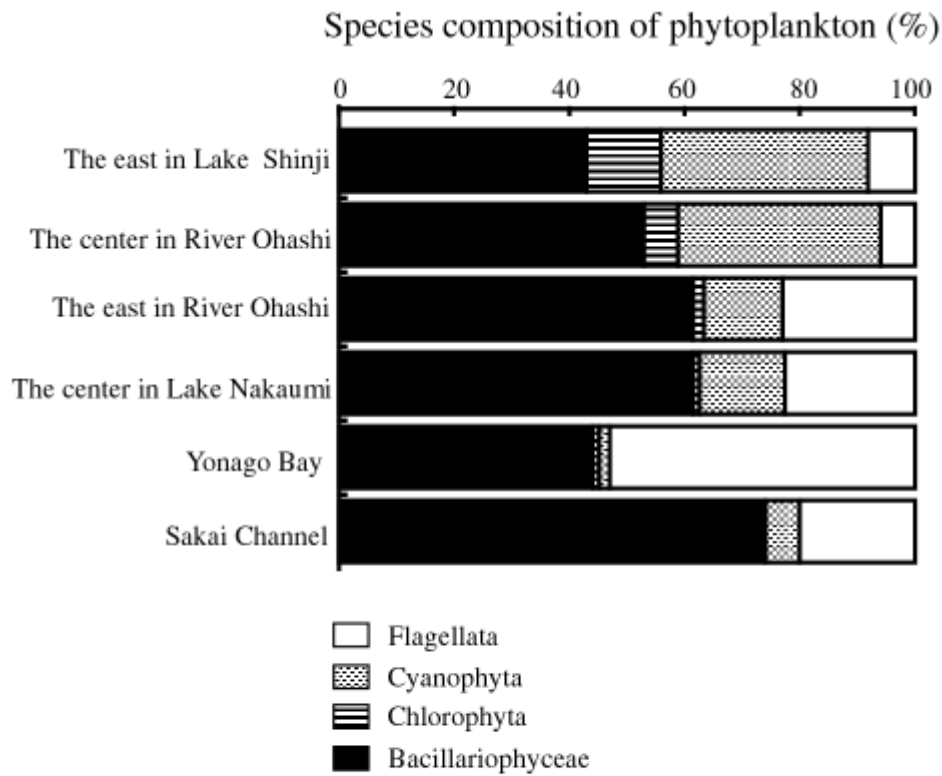 Species composition of phytoplankton (%)
0 20 40 60 80 100
The east in Lake Shinji
The center in River Ohashi
The east in River Ohashi
The center in Lake Nakaumi
Yonago Bay
Sakai Channel
Flagellata
Cyanophyta
Chlorophyta
Bacillariophyceae